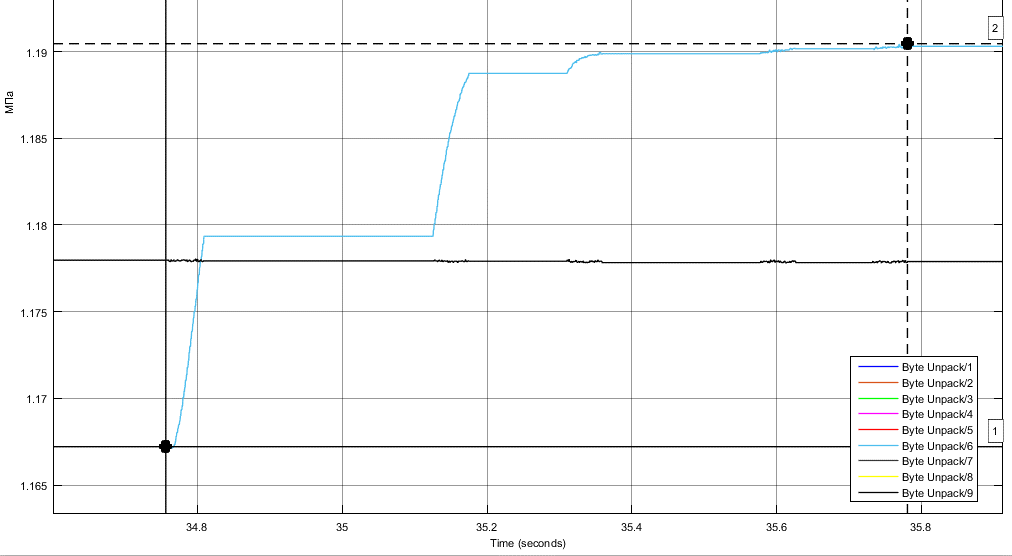 2
1.19
МПа
1.185
1.18
1.175
1.17
1.165
1
Byte Unpack/1
Byte Unpack/2
Byte Unpack/3
Byte Unpack/4
Byte Unpack/5
Byte Unpack/6
Byte Unpack/7
Byte Unpack/8
Byte Unpack/9
34.8 35 35.2 35.4 35.6 35.8
Time (seconds)